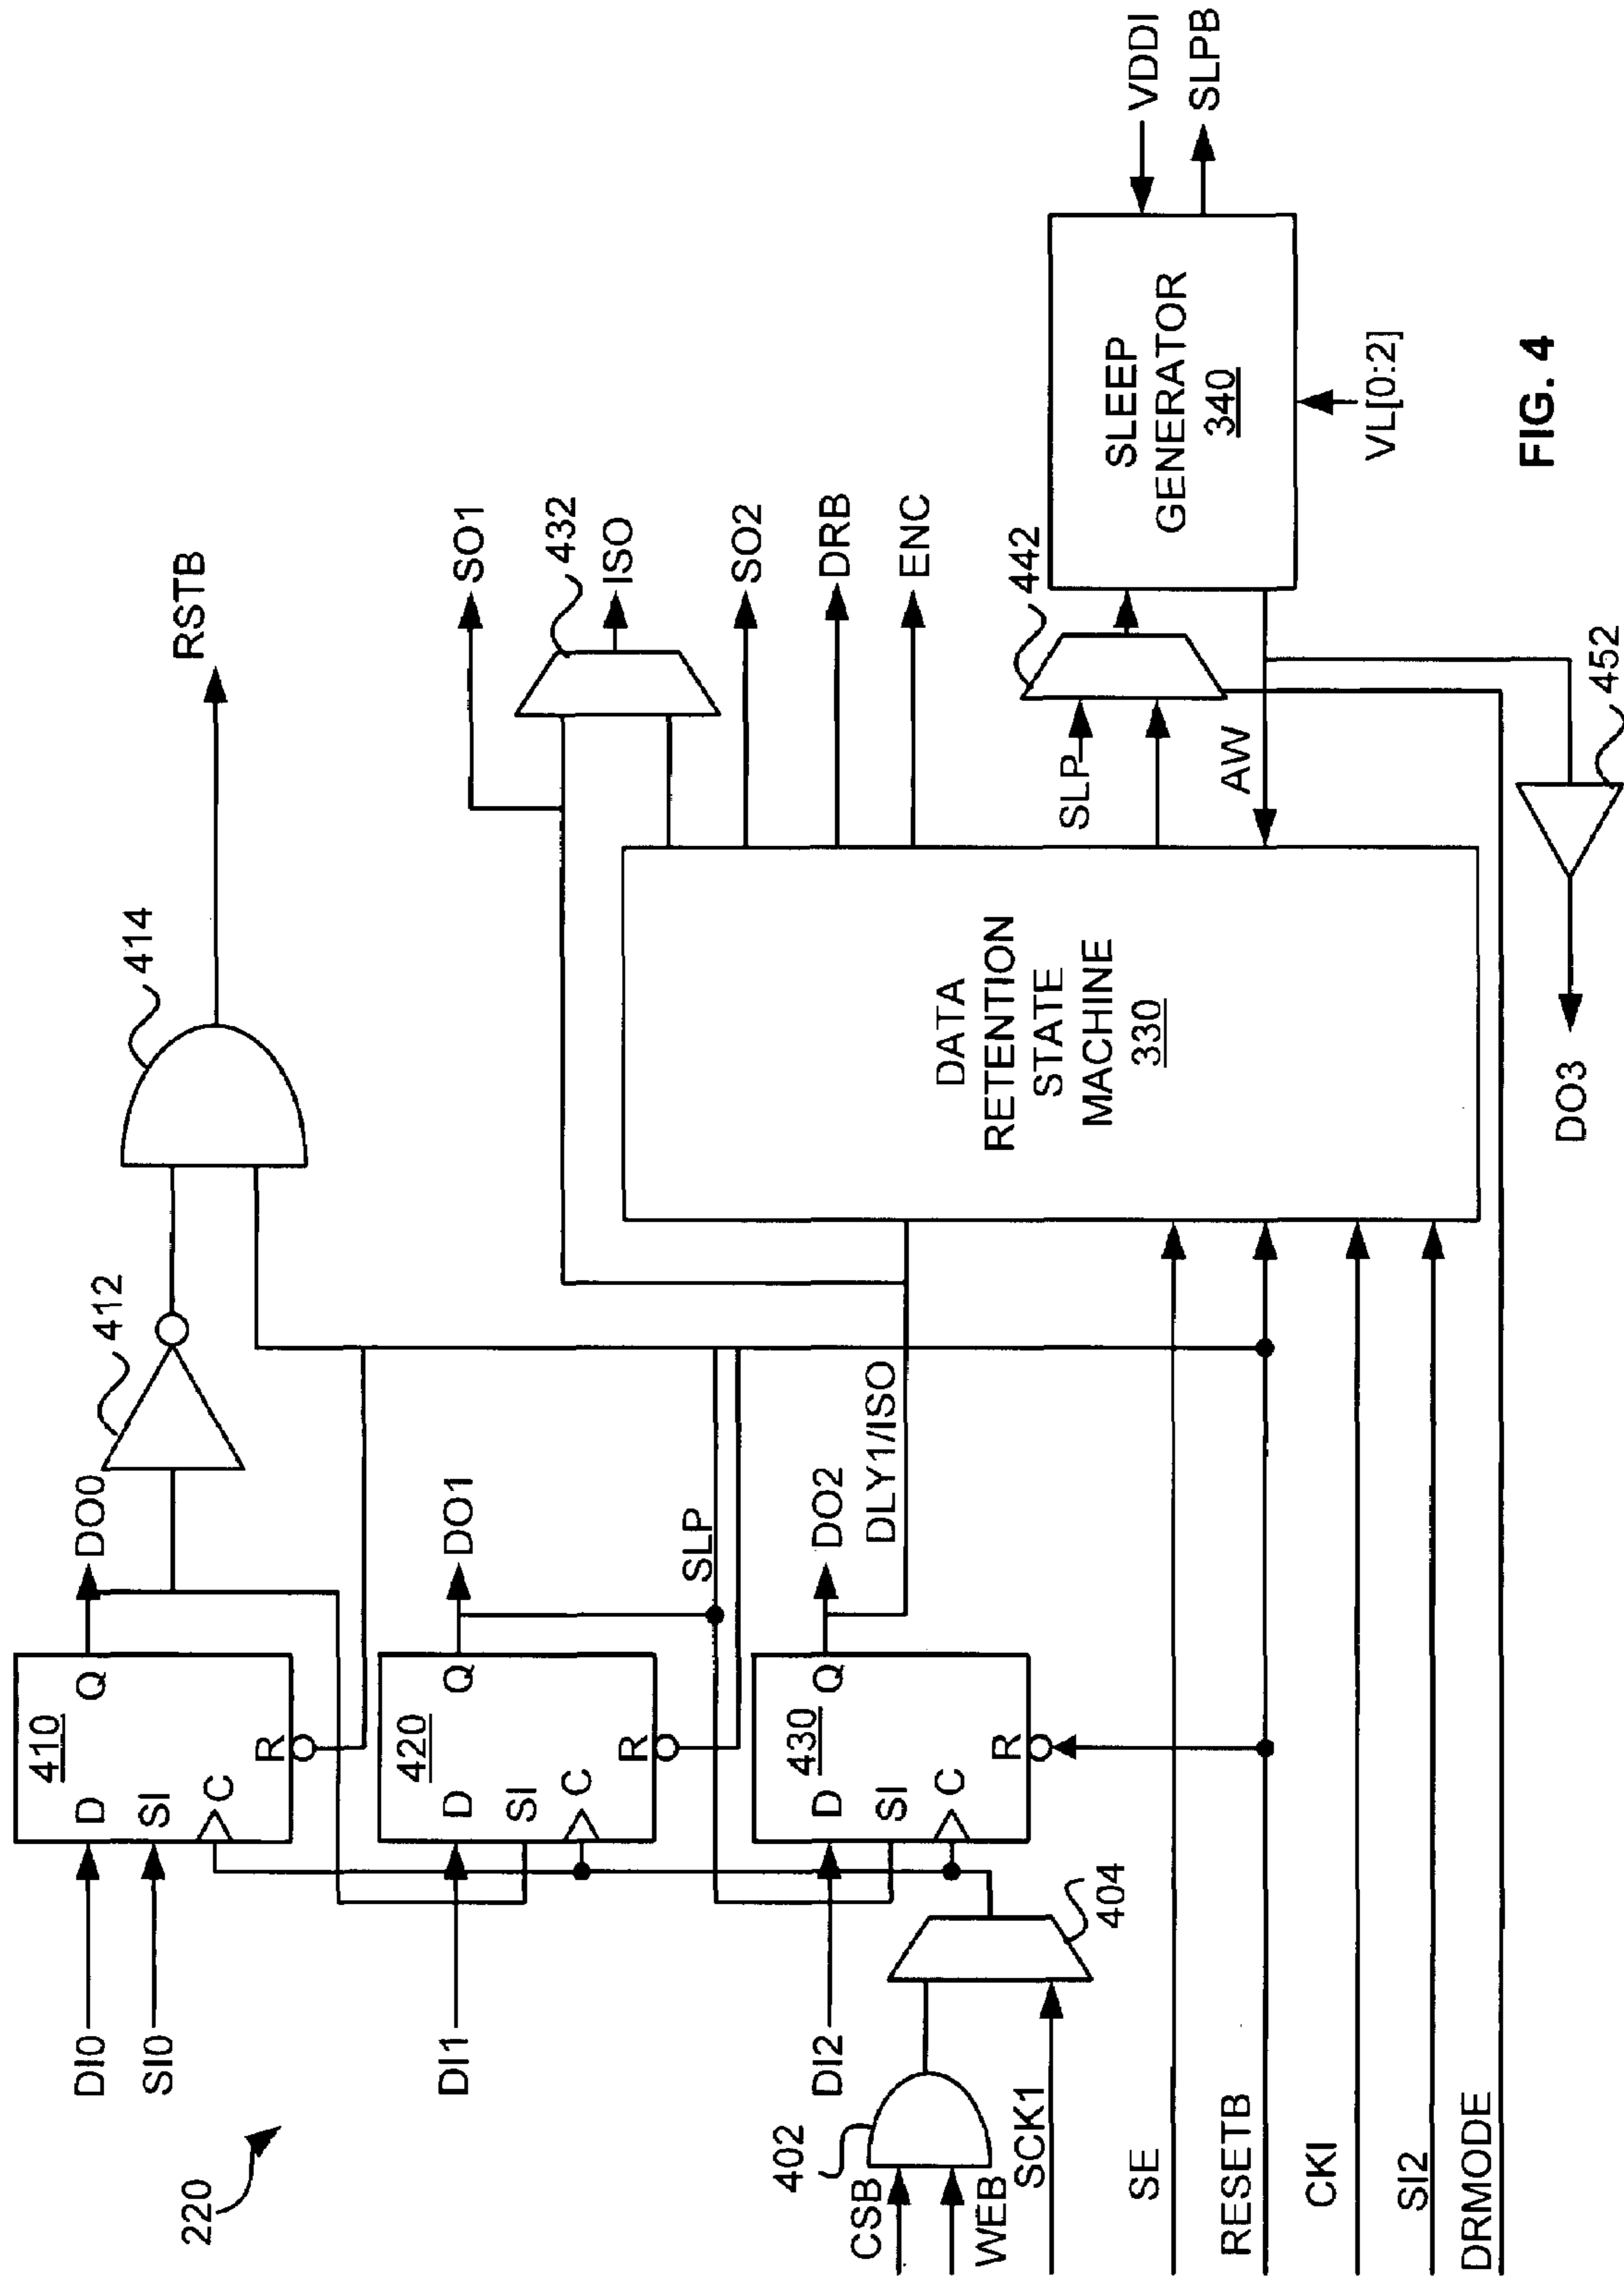 220
DI0
SI0
DI1
DI2
402
CSB
WEB
SCK1
404
SE
RESETB
CKI
SI2
DRMODE
410
D
Q
SI
C
R
DO0
412
414
RSTB
420
D
Q
SI
C
R
DO1
SLP
430
D
Q
SI
C
R
DO2
DLY1/ISO
DATA
RETENTION
STATE
MACHINE
330
SO1
432
ISO
SO2
DRB
ENC
442
SLP
AW
SLEEP
GENERATOR
340
VDDI
SLPB
VL[0:2]
452
DO3
FIG. 4